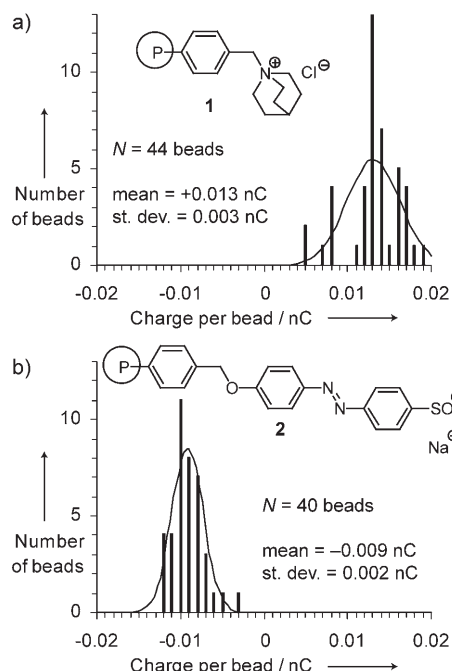 a)
10
5
0
Number
of beads
P
N⊕
Cl⊖
1
N = 44 beads
mean = +0.013 nC
st. dev. = 0.003 nC
-0.02 -0.01 0 0.01 0.02
Charge per bead / nC
b)
10
5
0
Number
of beads
P
O
N
N
SO
Na
2
N = 40 beads
mean = –0.009 nC
st. dev. = 0.002 nC
-0.02 -0.01 0 0.01 0.02
Charge per bead / nC